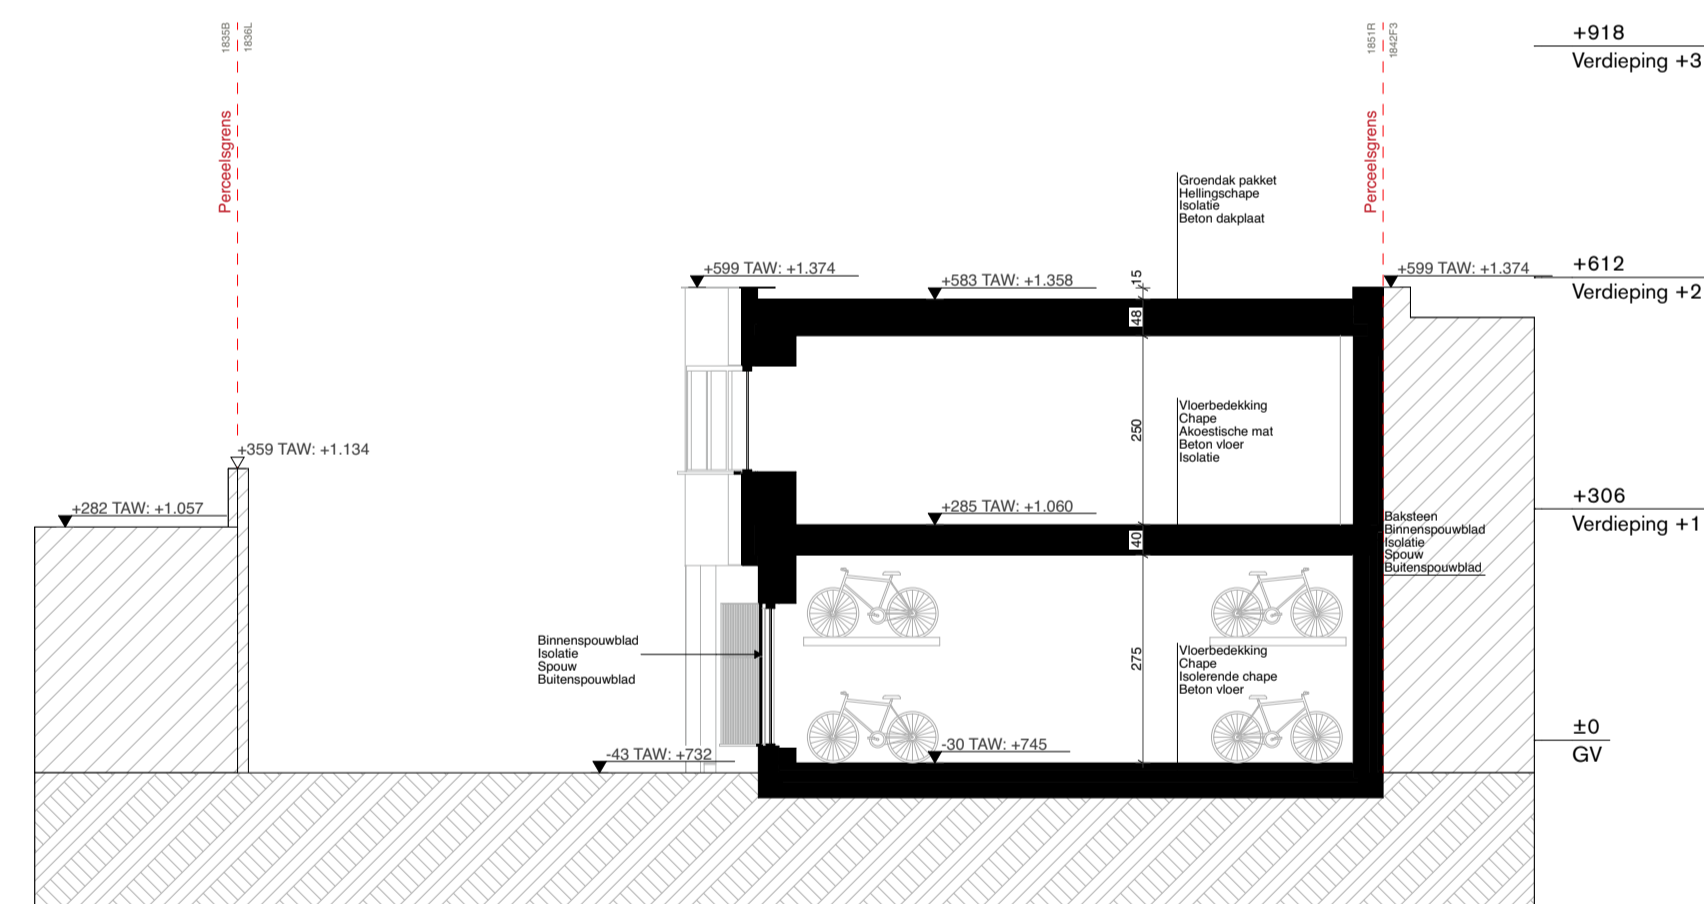 1835B
1836L
Perceelsgrens
1851R
1842F3
Perceelsgrens
+918
Verdieping +3
Groendak pakket
Hellingschape
Isolatie
Beton dakplaat
+599 TAW: +1.374
+583 TAW: +1.358
15
+599 TAW: +1.374
+612
Verdieping +2
48
Vloerbedekking
Chape
Akoestische mat
Beton vloer
Isolatie
250
+359 TAW: +1.134
+282 TAW: +1.057
+285 TAW: +1.060
+306
Verdieping +1
40
Baksteen
Binnenspouwblad
Isolatie
Spouw
Buitenspouwblad
Binnenspouwblad
Isolatie
Spouw
Buitenspouwblad
275
Vloerbedekking
Chape
Isolerende chape
Beton vloer
-43 TAW: +732
-30 TAW: +745
±0
GV